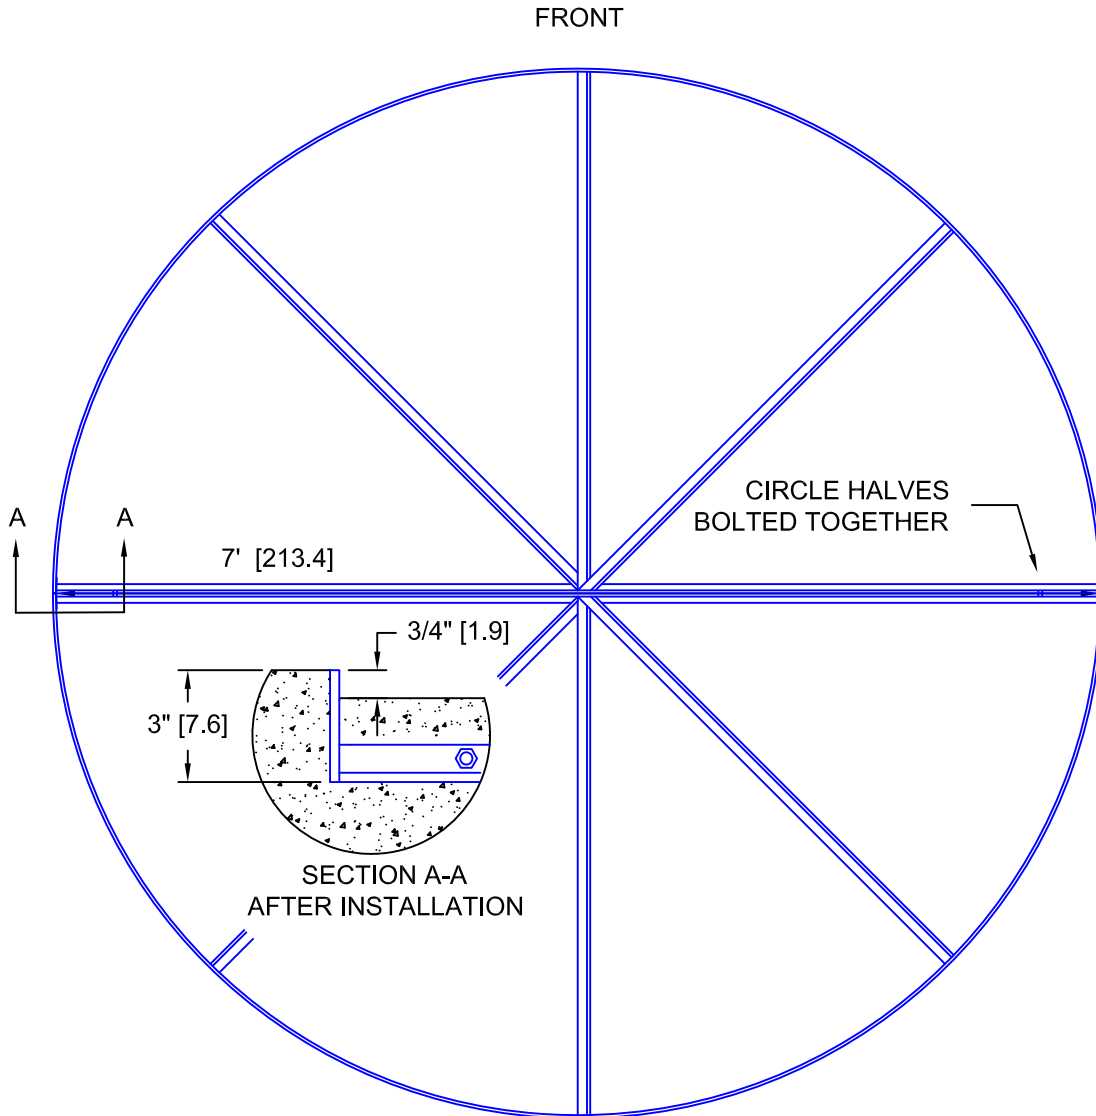 FRONT
CIRCLE HALVES
BOLTED TOGETHER
A
A
7' [213.4]
3/4" [1.9]
3" [7.6]
SECTION A-A
AFTER INSTALLATION